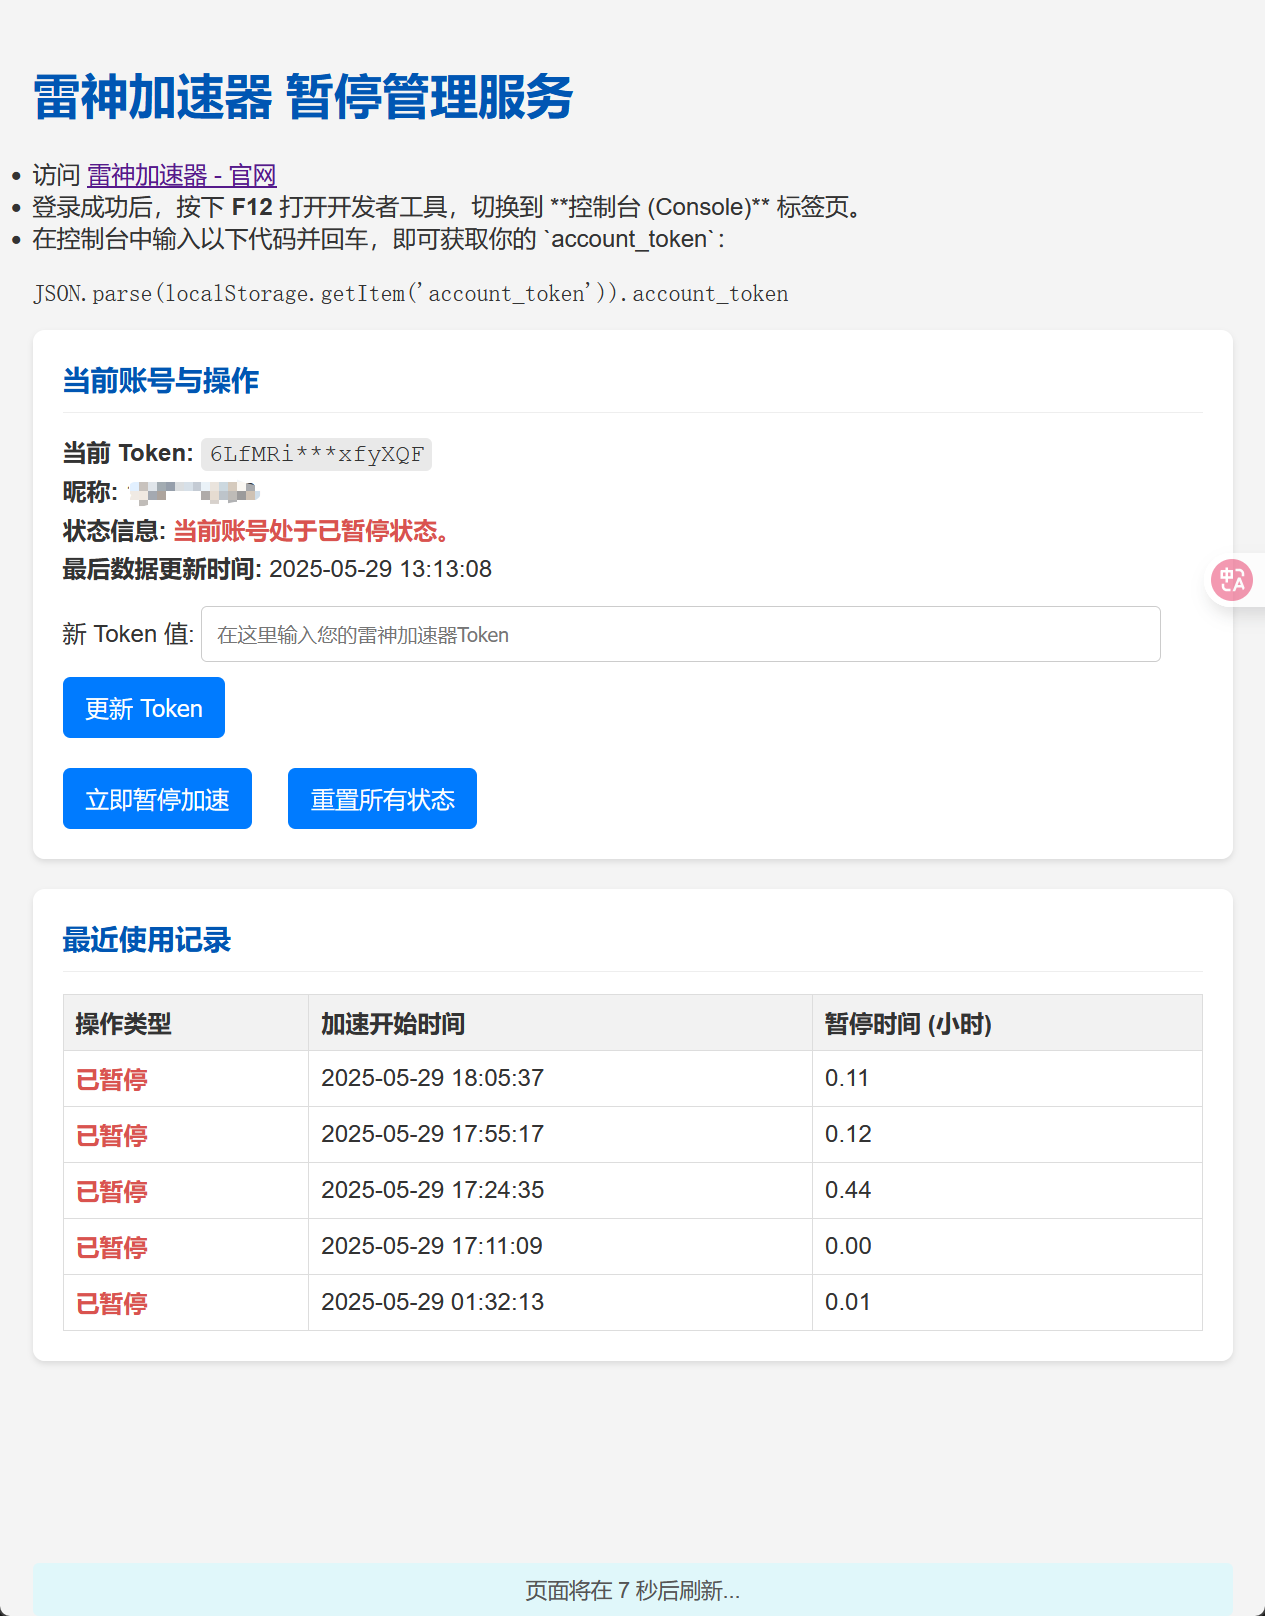 雷神加速器 暂停管理服务
访问 雷神加速器 - 官网
登录成功后，按下 F12 打开开发者工具，切换到 **控制台 (Console)** 标签页。
在控制台中输入以下代码并回车，即可获取你的 `account_token`：
JSON.parse(localStorage.getItem('account_token')).account_token
当前账号与操作
当前 Token: 6LfMRi***xfyXQF
昵称:
状态信息: 当前账号处于已暂停状态。
最后数据更新时间: 2025-05-29 13:13:08
新 Token 值: 在这里输入您的雷神加速器Token
更新 Token
立即暂停加速 重置所有状态
最近使用记录
操作类型 加速开始时间 暂停时间 (小时)
已暂停 2025-05-29 18:05:37 0.11
已暂停 2025-05-29 17:55:17 0.12
已暂停 2025-05-29 17:24:35 0.44
已暂停 2025-05-29 17:11:09 0.00
已暂停 2025-05-29 01:32:13 0.01
页面将在 7 秒后刷新...